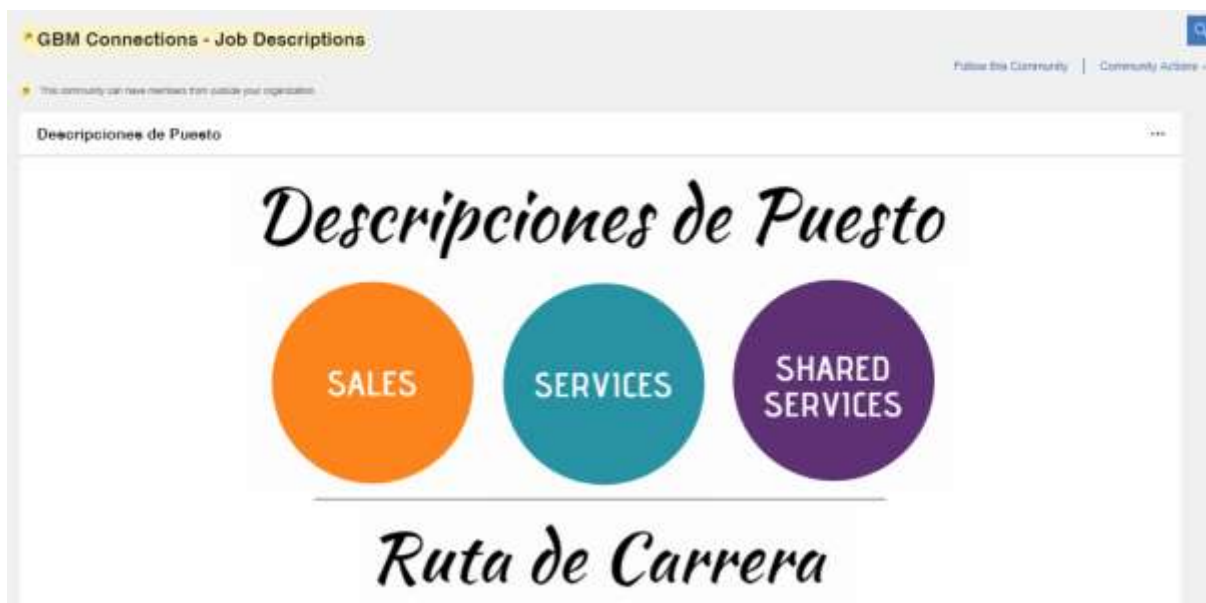 GBM Connections - Job Descriptions
Follow this Community | Community Actions
This community can have members from outside your organization.
Descripciones de Puesto
Descripciones de Puesto
SALES
SERVICES
SHARED
SERVICES
Ruta de Carrera